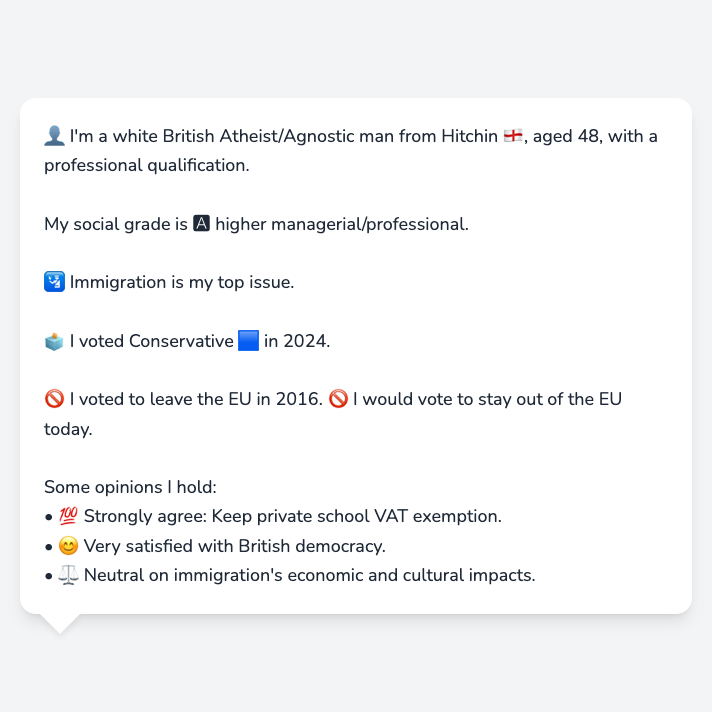 👤 I'm a white British Atheist/Agnostic man from Hitchin 🏴󠁧󠁢󠁥󠁮󠁧󠁿, aged 48, with a
professional qualification.
My social grade is 🅰 higher managerial/professional.
🛂 Immigration is my top issue.
🗳️ I voted Conservative 🟦 in 2024.
🚫 I voted to leave the EU in 2016. 🚫 I would vote to stay out of the EU
today.
Some opinions I hold:
• 💯 Strongly agree: Keep private school VAT exemption.
• 😊 Very satisfied with British democracy.
• ⚖️ Neutral on immigration's economic and cultural impacts.